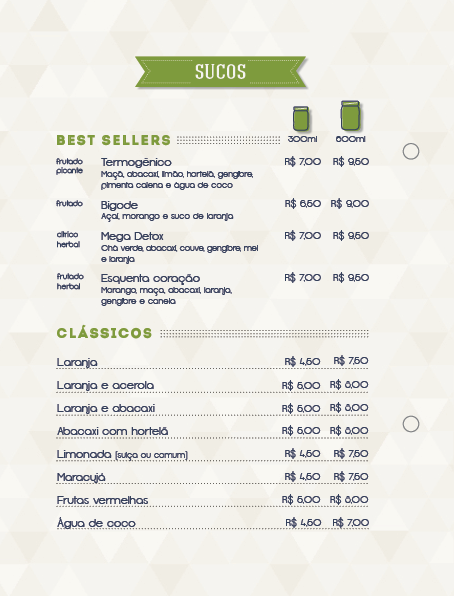 SUCOS
300ml 500ml
BEST SELLERS
frutado picante Termogênico R$ 7,00 R$ 9,50
Maçã, abacaxi, limão, hortelã, gengibre,
pimenta caiena e água de coco
frutado Bigode R$ 6,50 R$ 9,00
Açaí, morango e suco de laranja
cítrico herbal Mega Detox R$ 7,00 R$ 9,50
Chá verde, abacaxi, couve, gengibre, mel
e laranja
frutado herbal Esquenta coração R$ 7,00 R$ 9,50
Morango, maçã, abacaxi, laranja,
gengibre e canela
CLÁSSICOS
Laranja R$ 4,50 R$ 7,50
Laranja e acerola R$ 5,00 R$ 8,00
Laranja e abacaxi R$ 5,00 R$ 8,00
Abacaxi com hortelã R$ 5,00 R$ 8,00
Limonada (suíça ou comum) R$ 4,50 R$ 7,50
Maracujá R$ 4,50 R$ 7,50
Frutas vermelhas R$ 5,00 R$ 8,00
Água de coco R$ 4,50 R$ 7,00